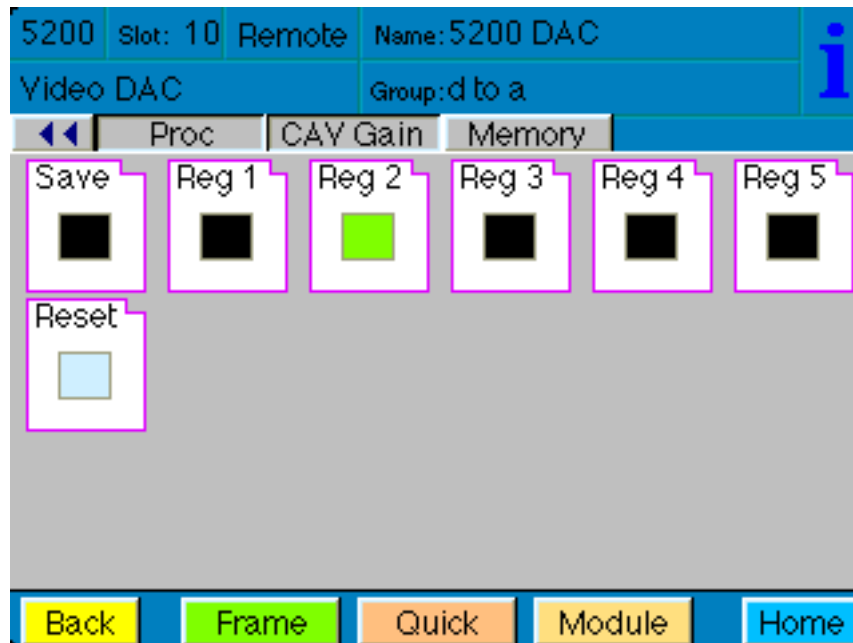 5200 Slot: 10 Remote Name: 5200 DAC
Video DAC Group: d to a
Proc CAV Gain Memory
Save Reg 1 Reg 2 Reg 3 Reg 4 Reg 5
Reset
Back Frame Quick Module Home